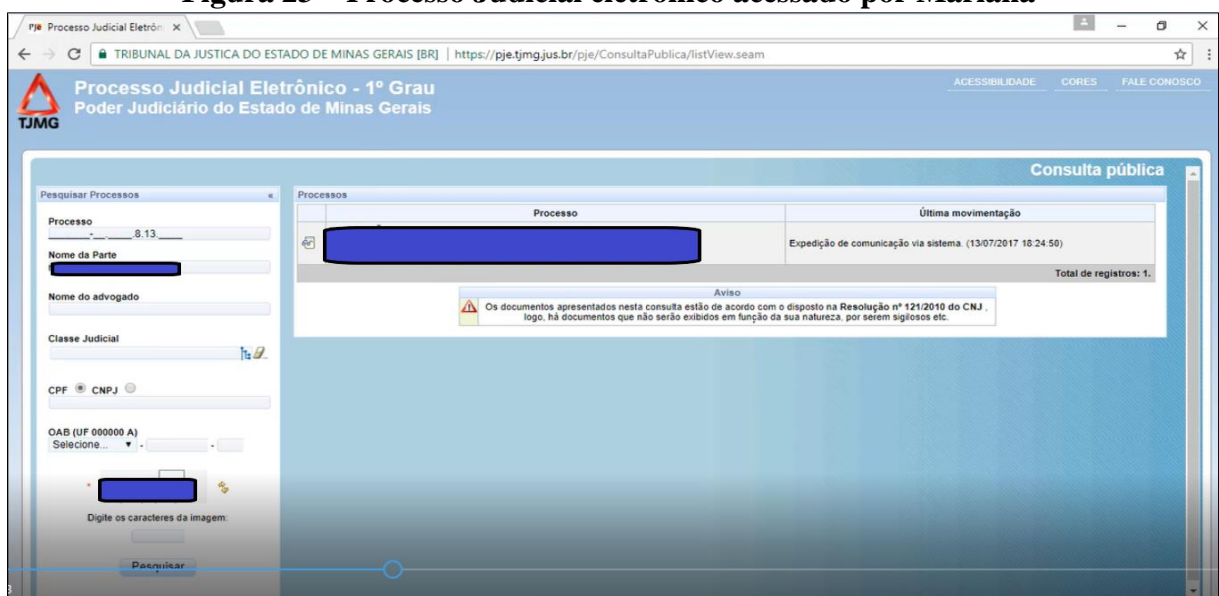 Figura 23 – Processo Judicial eletrônico acessado por Mariana
PJe Processo Judicial Eletrôn
TRIBUNAL DA JUSTICA DO ESTADO DE MINAS GERAIS [BR] | https://pje.tjmg.jus.br/pje/ConsultaPublica/listView.seam
Processo Judicial Eletrônico - 1º Grau
Poder Judiciário do Estado de Minas Gerais
TJMG
ACESSIBILIDADE CORES FALE CONOSCO
Consulta pública
Pesquisar Processos «
Processo
_______-__.____.8.13.____
Nome da Parte
Nome do advogado
Classe Judicial
CPF CNPJ
OAB (UF 000000 A)
Selecione... - -
*
Digite os caracteres da imagem:
Pesquisar
Processos
Processo Última movimentação
Expedição de comunicação via sistema. (13/07/2017 18:24:50)
Total de registros: 1.
Aviso
Os documentos apresentados nesta consulta estão de acordo com o disposto na Resolução nº 121/2010 do CNJ ,
logo, há documentos que não serão exibidos em função da sua natureza, por serem sigilosos etc.